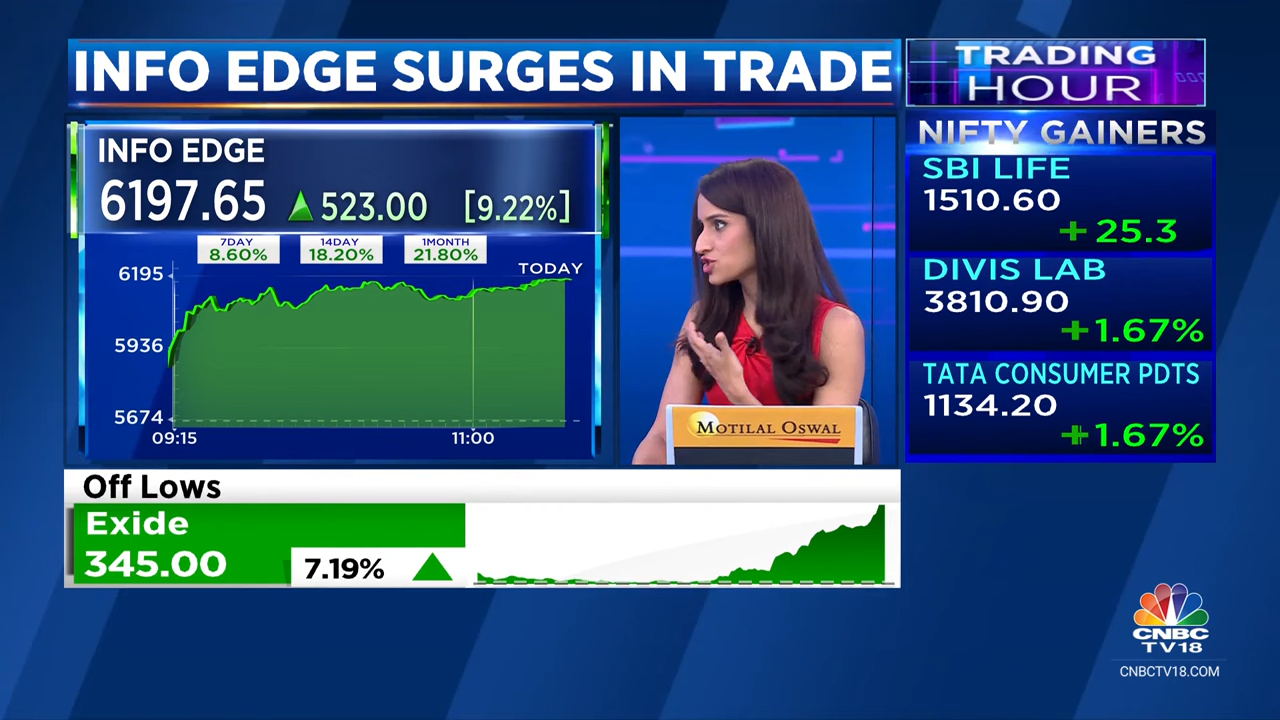 INFO EDGE SURGES IN TRADE
TRADING
HOUR
INFO EDGE
6197.65 ▲ 523.00 [9.22%]
7DAY
8.60%
14DAY
18.20%
1MONTH
21.80%
TODAY
6195
5936
5674
09:15
11:00
MOTILAL OSWAL
NIFTY GAINERS
SBI LIFE
1510.60
+ 25.3
DIVIS LAB
3810.90
+1.67%
TATA CONSUMER PDTS
1134.20
+1.67%
Off Lows
Exide
345.00
7.19% ▲
CNBC
TV18
CNBCTV18.COM